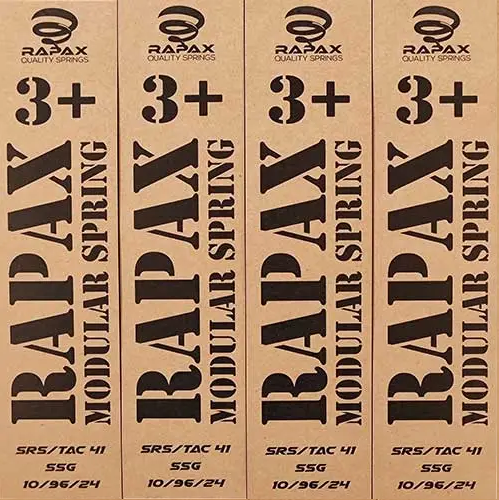 RAPAX
QUALITY SPRINGS
3+
RAPAX
MODULAR SPRING
SRS/TAC 41
SSG
10/96/24
RAPAX
QUALITY SPRINGS
3+
RAPAX
MODULAR SPRING
SRS/TAC 41
SSG
10/96/24
RAPAX
QUALITY SPRINGS
3+
RAPAX
MODULAR SPRING
SRS/TAC 41
SSG
10/96/24
RAPAX
QUALITY SPRINGS
3+
RAPAX
MODULAR SPRING
SRS/TAC 41
SSG
10/96/24